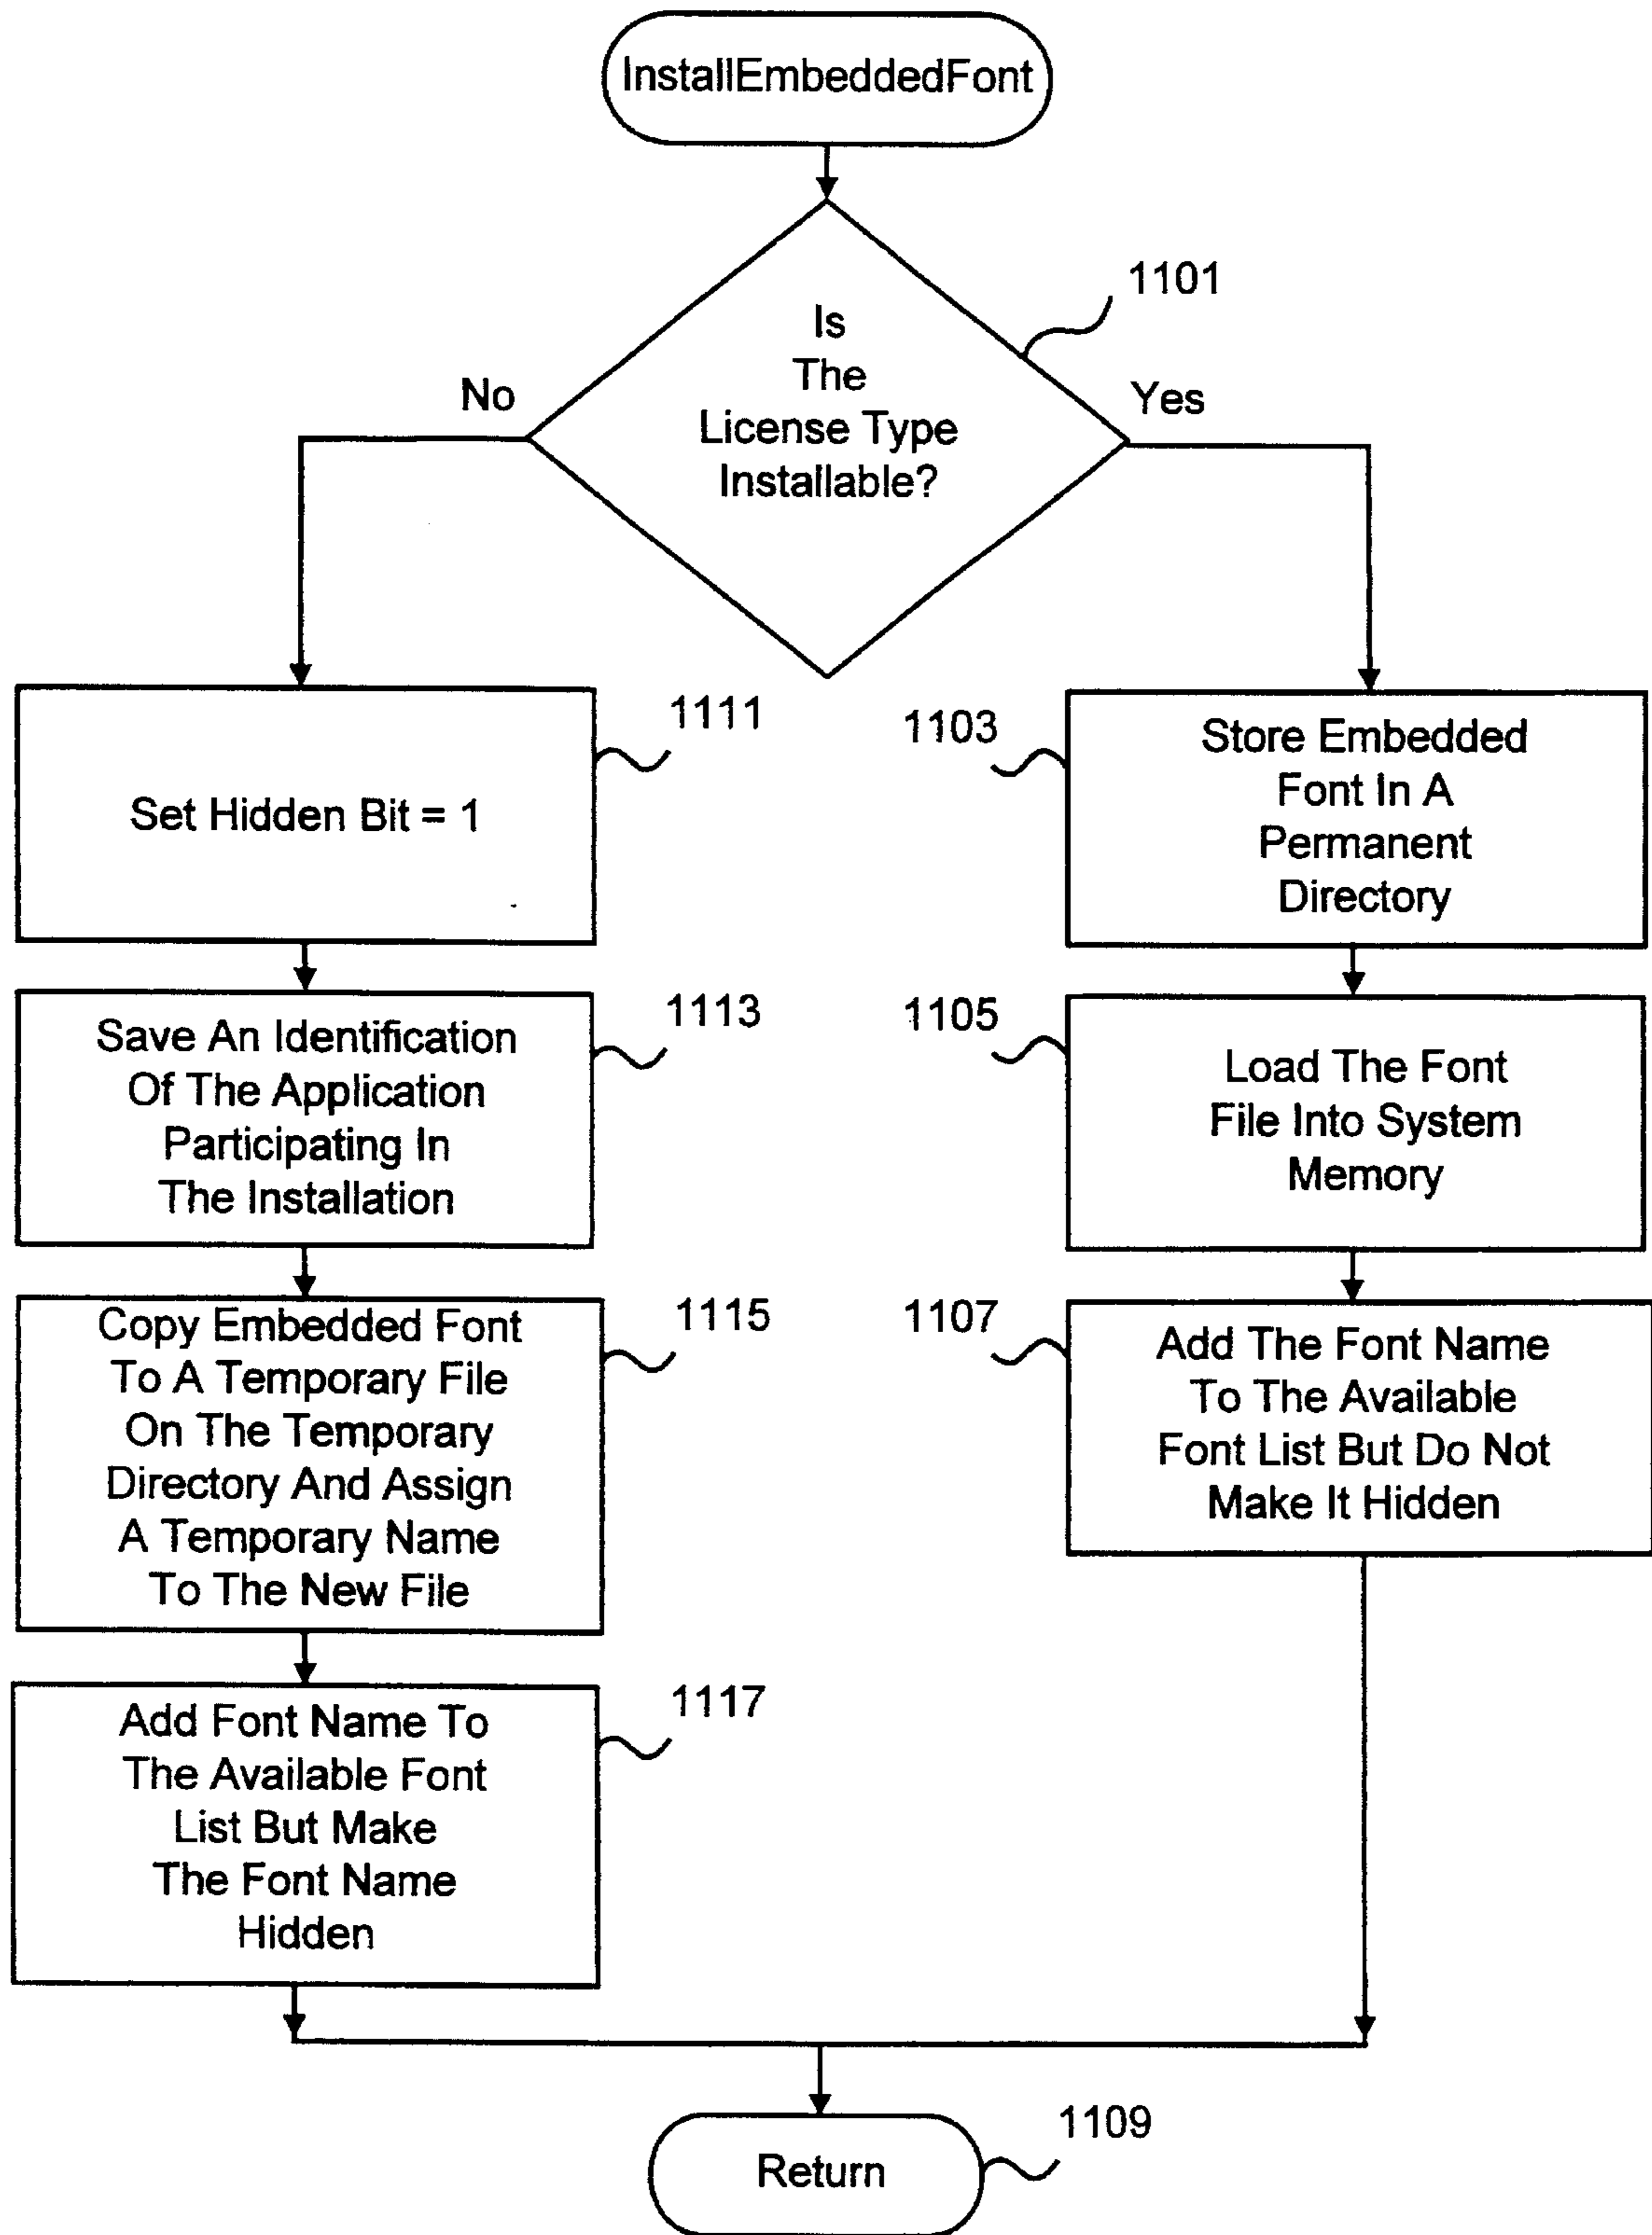 InstallEmbeddedFont
1101
Is
The
License Type
Installable?
No
Yes
1111
Set Hidden Bit = 1
1113
Save An Identification
Of The Application
Participating In
The Installation
1115
Copy Embedded Font
To A Temporary File
On The Temporary
Directory And Assign
A Temporary Name
To The New File
1117
Add Font Name To
The Available Font
List But Make
The Font Name
Hidden
1103
Store Embedded
Font In A
Permanent
Directory
1105
Load The Font
File Into System
Memory
1107
Add The Font Name
To The Available
Font List But Do Not
Make It Hidden
Return
1109